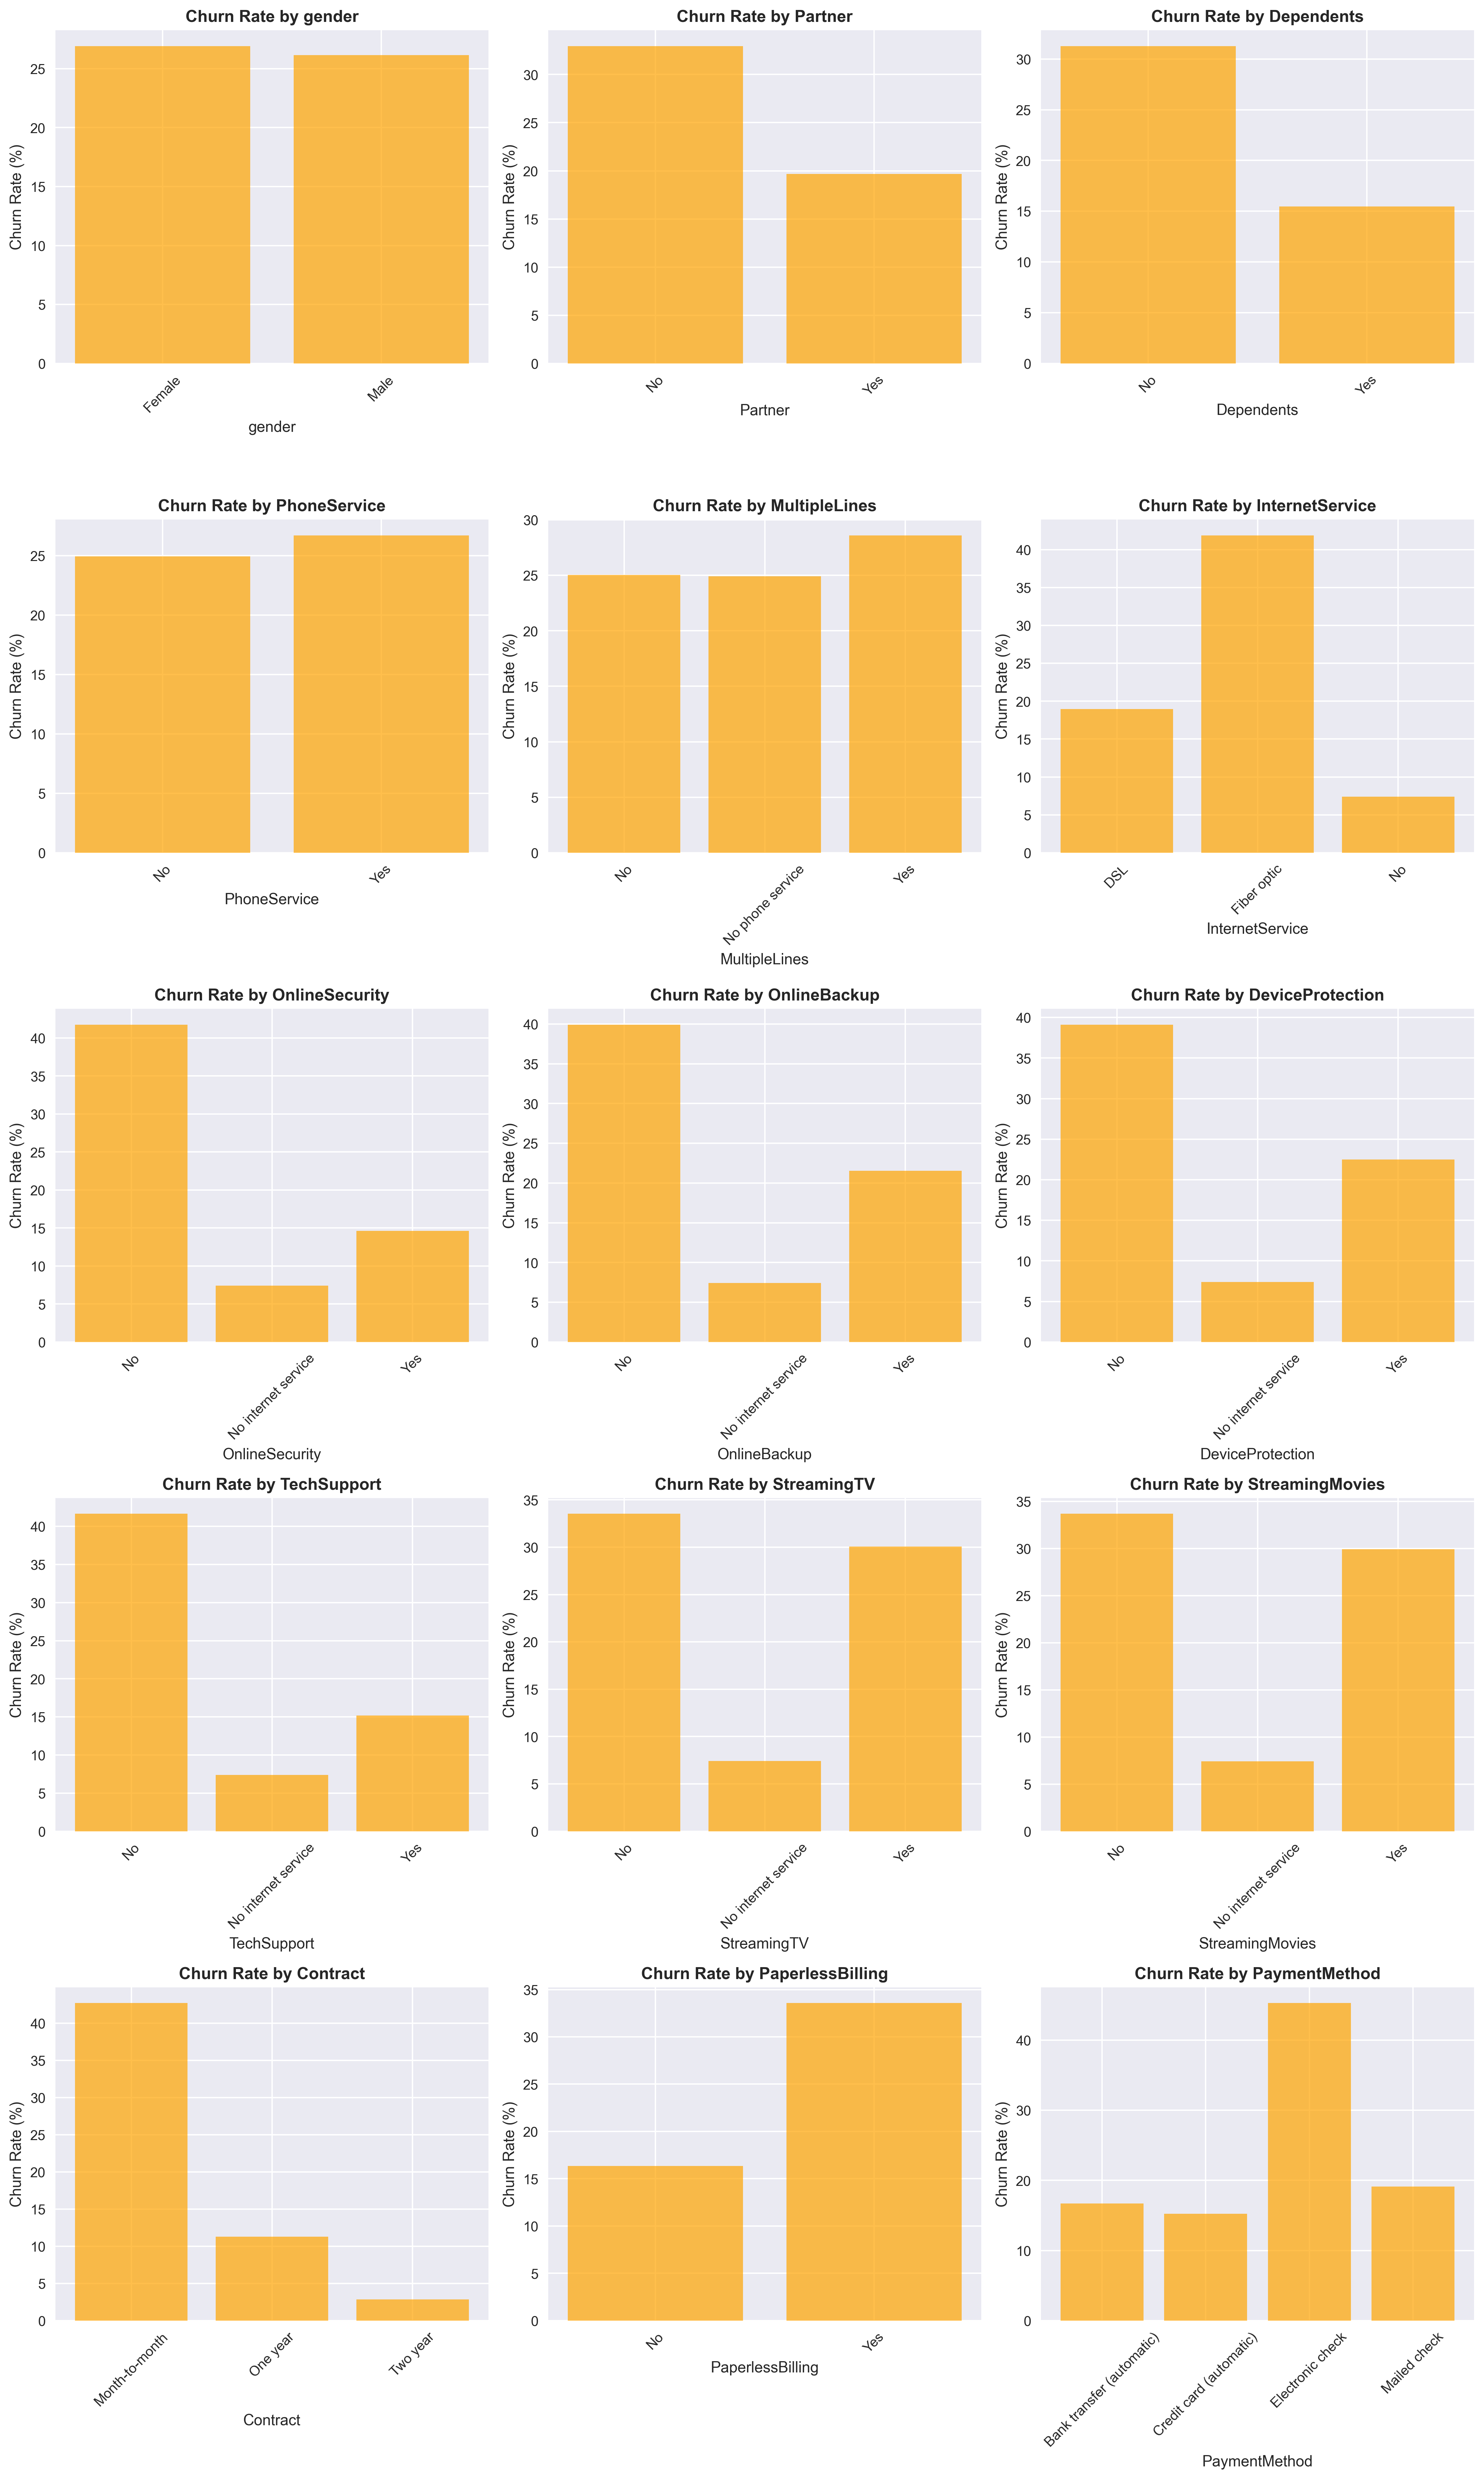 Churn Rate by gender
Churn Rate (%)
25
20
15
10
5
0
Female
Male
gender
Churn Rate by Partner
Churn Rate (%)
30
25
20
15
10
5
0
No
Yes
Partner
Churn Rate by Dependents
Churn Rate (%)
30
25
20
15
10
5
0
No
Yes
Dependents
Churn Rate by PhoneService
Churn Rate (%)
25
20
15
10
5
0
No
Yes
PhoneService
Churn Rate by MultipleLines
Churn Rate (%)
30
25
20
15
10
5
0
No
No phone service
Yes
MultipleLines
Churn Rate by InternetService
Churn Rate (%)
40
35
30
25
20
15
10
5
0
DSL
Fiber optic
No
InternetService
Churn Rate by OnlineSecurity
Churn Rate (%)
40
35
30
25
20
15
10
5
0
No
No internet service
Yes
OnlineSecurity
Churn Rate by OnlineBackup
Churn Rate (%)
40
35
30
25
20
15
10
5
0
No
No internet service
Yes
OnlineBackup
Churn Rate by DeviceProtection
Churn Rate (%)
40
35
30
25
20
15
10
5
0
No
No internet service
Yes
DeviceProtection
Churn Rate by TechSupport
Churn Rate (%)
40
35
30
25
20
15
10
5
0
No
No internet service
Yes
TechSupport
Churn Rate by StreamingTV
Churn Rate (%)
35
30
25
20
15
10
5
0
No
No internet service
Yes
StreamingTV
Churn Rate by StreamingMovies
Churn Rate (%)
35
30
25
20
15
10
5
0
No
No internet service
Yes
StreamingMovies
Churn Rate by Contract
Churn Rate (%)
40
35
30
25
20
15
10
5
0
Month-to-month
One year
Two year
Contract
Churn Rate by PaperlessBilling
Churn Rate (%)
35
30
25
20
15
10
5
0
No
Yes
PaperlessBilling
Churn Rate by PaymentMethod
Churn Rate (%)
40
30
20
10
0
Bank transfer (automatic)
Credit card (automatic)
Electronic check
Mailed check
PaymentMethod